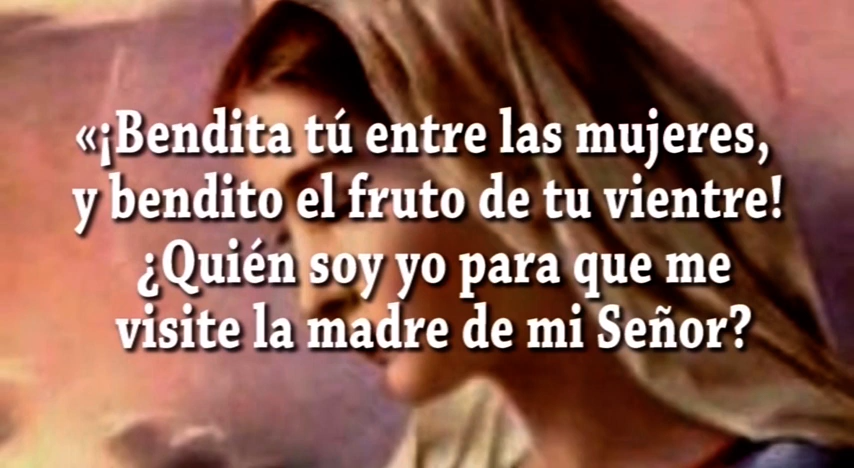 «¡Bendita tú entre las mujeres,
y bendito el fruto de tu vientre!
¿Quién soy yo para que me
visite la madre de mi Señor?